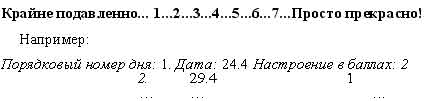 Крайне подавленно... 1...2...3...4...5...6...7...Просто прекрасно!
Например:
Порядковый номер дня: 1. Дата: 24.4 Настроение в баллах: 2
2. 29.4 1
... ... ...